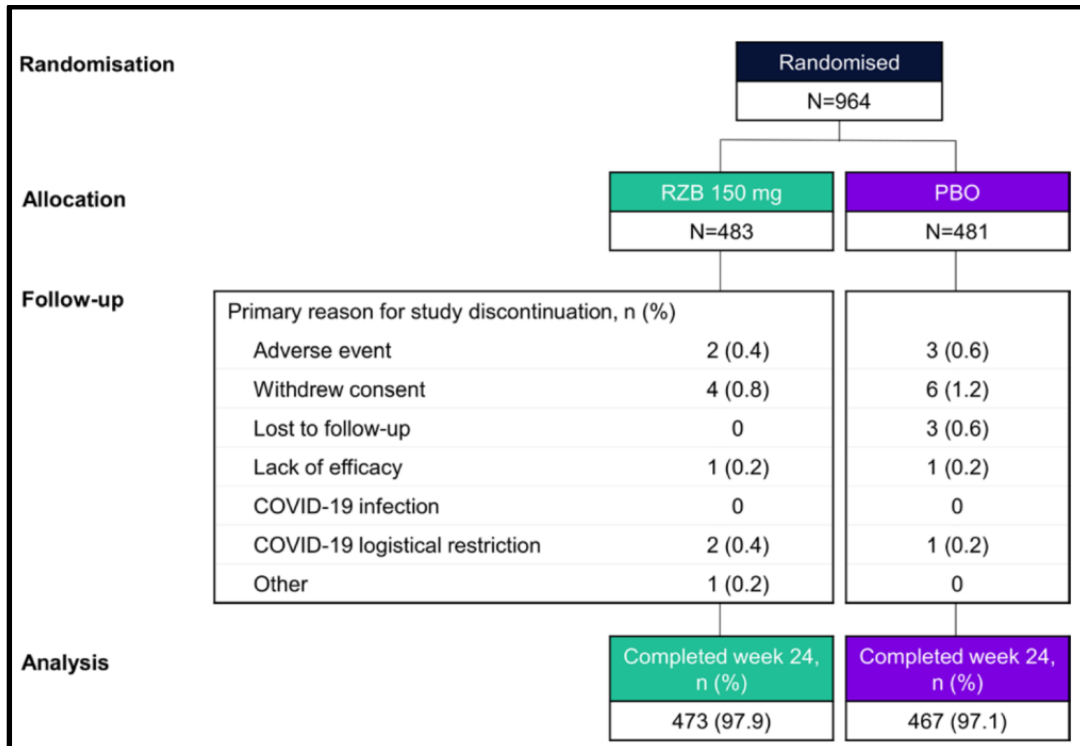 Randomisation
Randomised
N=964
Allocation
RZB 150 mg
PBO
N=483
N=481
Follow-up
Primary reason for study discontinuation, n (%)
Adverse event 2 (0.4) 3 (0.6)
Withdrew consent 4 (0.8) 6 (1.2)
Lost to follow-up 0 3 (0.6)
Lack of efficacy 1 (0.2) 1 (0.2)
COVID-19 infection 0 0
COVID-19 logistical restriction 2 (0.4) 1 (0.2)
Other 1 (0.2) 0
Analysis
Completed week 24,
n (%)
473 (97.9)
Completed week 24,
n (%)
467 (97.1)